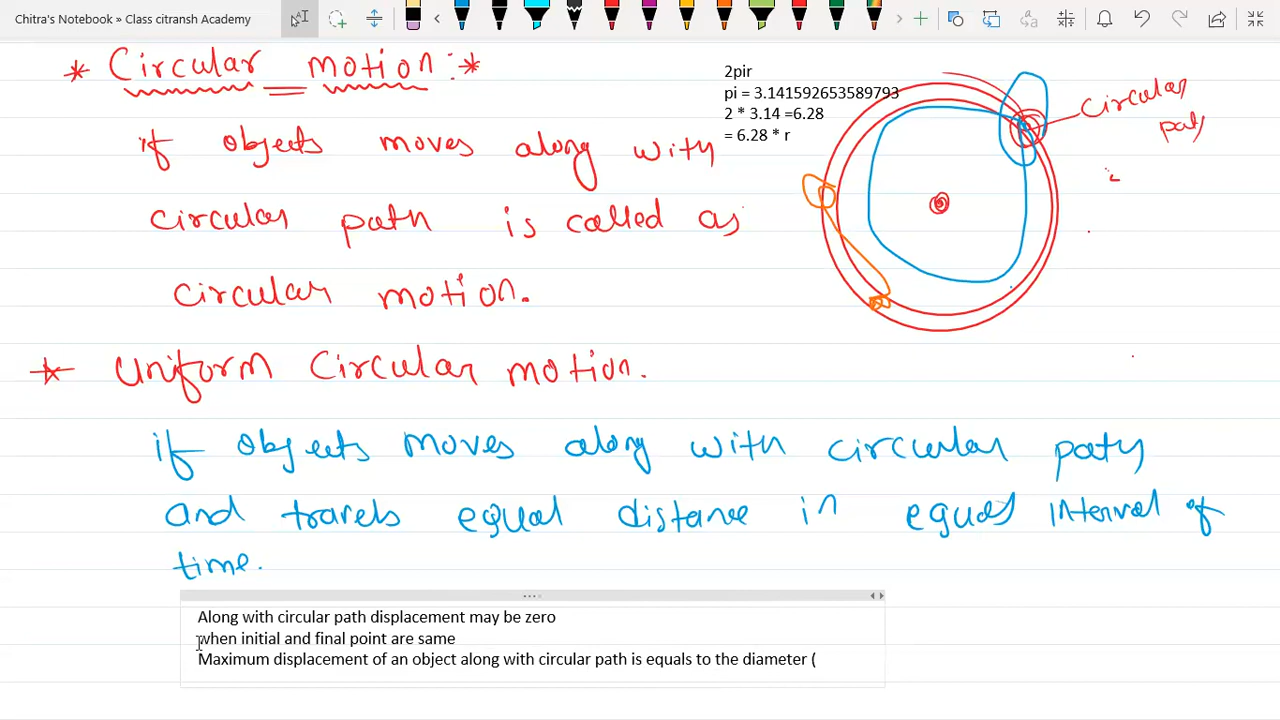 Chitra's Notebook » Class citransh Academy
* Circular motion :*
if objects moves along with
circular path is called as
circular motion.
2pir
pi = 3.141592653589793
2 * 3.14 =6.28
= 6.28 * r
Circular
path
* Uniform Circular motion.
if objects moves along with circular path
and travels equal distance in equal interval of
time.
Along with circular path displacement may be zero
when initial and final point are same
Maximum displacement of an object along with circular path is equals to the diameter (